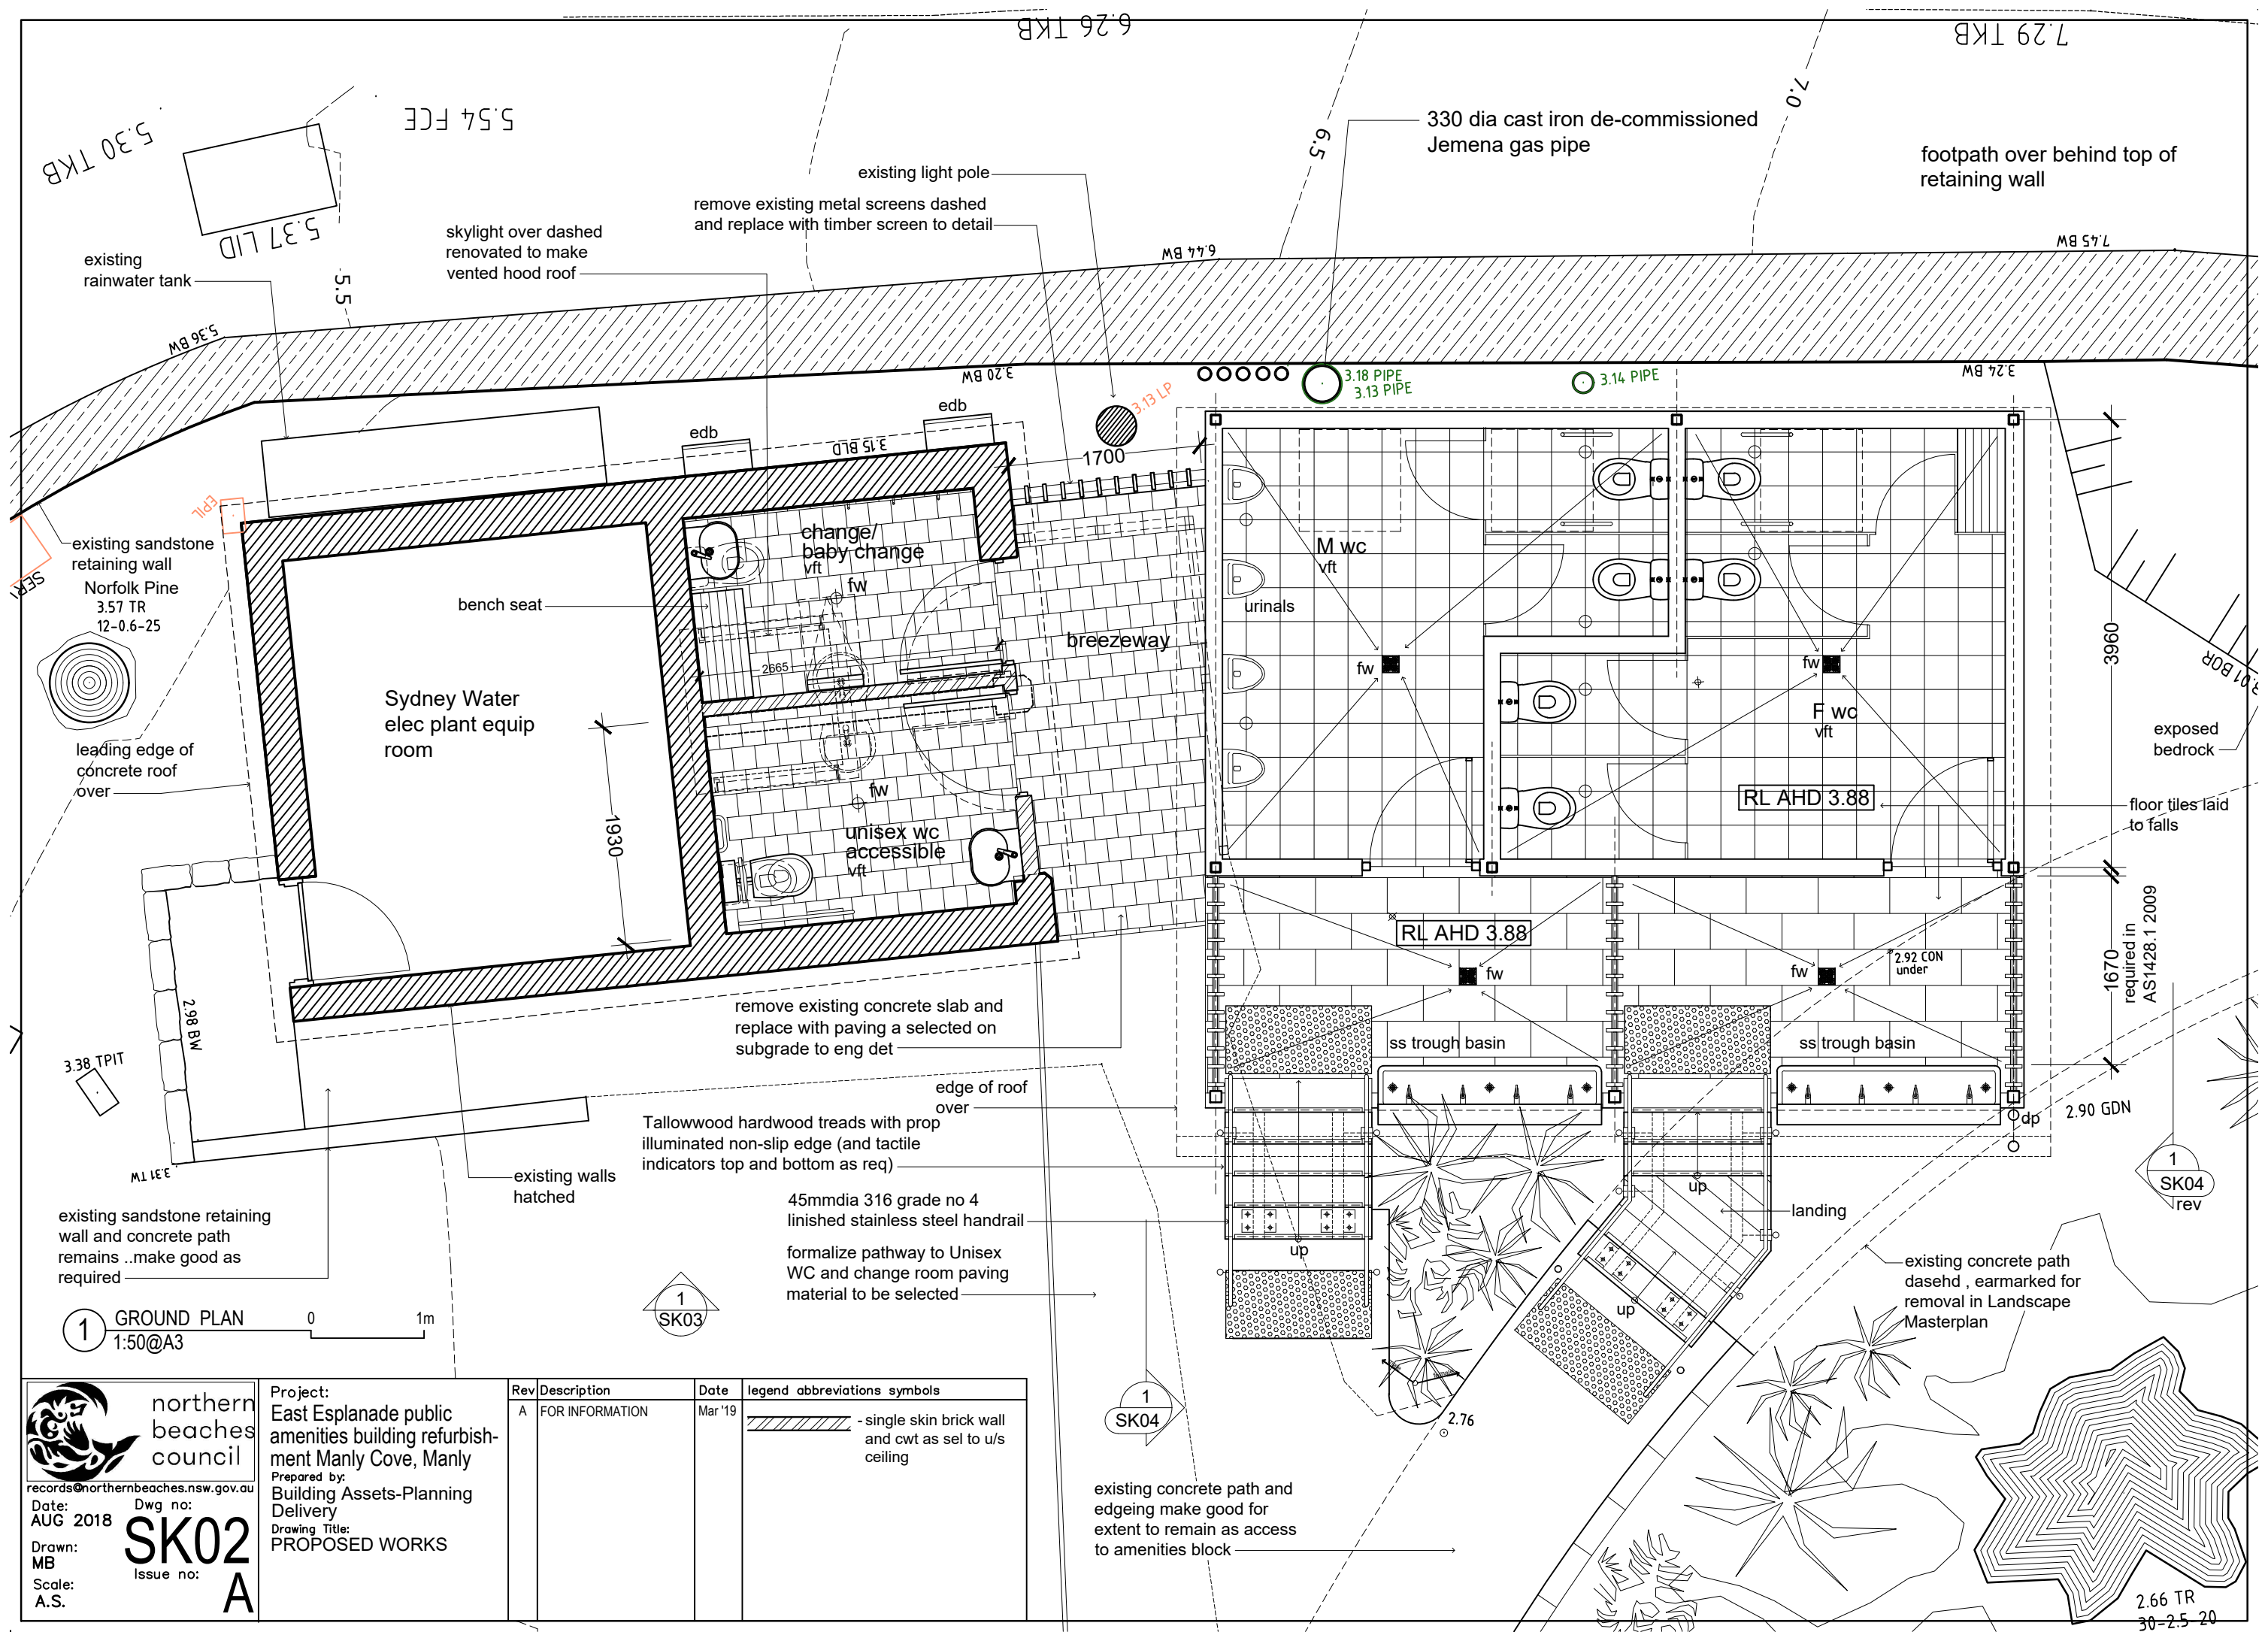 6.26 TKB
7.29 TKB
5.30 TKB
5.54 FCE
5.37 LID
5.5
6.5
7.0
330 dia cast iron de-commissioned
Jemena gas pipe
footpath over behind top of
retaining wall
existing light pole
remove existing metal screens dashed
and replace with timber screen to detail
skylight over dashed
renovated to make
vented hood roof
existing
rainwater tank
5.36 BW
6.44 BW
7.45 BW
3.20 BW
3.24 BW
3.18 PIPE
3.13 PIPE
3.14 PIPE
3.13 LP
edb
edb
3.15 BLD
1700
EPIL
existing sandstone
retaining wall
Norfolk Pine
3.57 TR
12-0.6-25
bench seat
change/
baby change
vft
fw
2665
breezeway
M wc
vft
urinals
fw
fw
F wc
vft
3960
3.01 BOR
exposed
bedrock
Sydney Water
elec plant equip
room
1930
leading edge of
concrete roof
over
fw
unisex wc
accessible
vft
RL AHD 3.88
floor tiles laid
to falls
RL AHD 3.88
fw
fw
2.92 CON
under
1670
required in
AS1428.1 2009
ss trough basin
ss trough basin
2.98 BW
3.38 TPIT
3.31 TW
remove existing concrete slab and
replace with paving a selected on
subgrade to eng det
edge of roof
over
Tallowwood hardwood treads with prop
illuminated non-slip edge (and tactile
indicators top and bottom as req)
dp
2.90 GDN
existing walls
hatched
45mmdia 316 grade no 4
linished stainless steel handrail
formalize pathway to Unisex
WC and change room paving
material to be selected
existing sandstone retaining
wall and concrete path
remains ..make good as
required
up
up
up
landing
1
SK04
rev
existing concrete path
dasehd , earmarked for
removal in Landscape
Masterplan
1
GROUND PLAN
1:50@A3
0
1m
1
SK03
1
SK04
2.76
existing concrete path and
edgeing make good for
extent to remain as access
to amenities block
2.66 TR
30-2.5-20
northern
beaches
council
records@northernbeaches.nsw.gov.au
Date:
AUG 2018
Drawn:
MB
Scale:
A.S.
Dwg no:
SK02
Issue no:
A
Project:
East Esplanade public
amenities building refurbish-
ment Manly Cove, Manly
Prepared by:
Building Assets-Planning
Delivery
Drawing Title:
PROPOSED WORKS
Rev Description Date legend abbreviations symbols
A FOR INFORMATION Mar '19
- single skin brick wall
and cwt as sel to u/s
ceiling